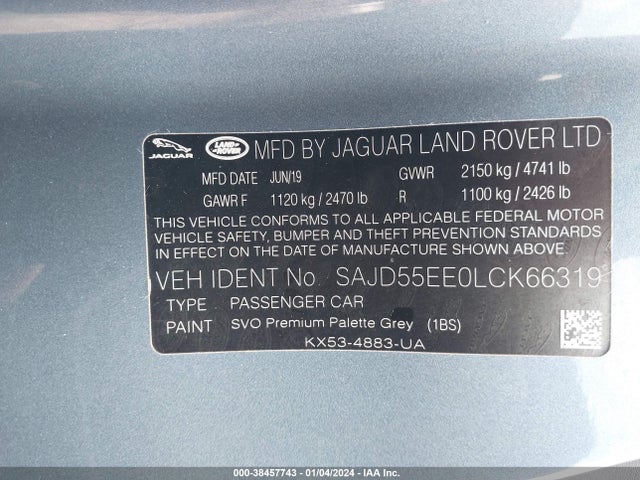 JAGUAR LAND-ROVER MFD BY JAGUAR LAND ROVER LTD
MFD DATE JUN/19 GVWR 2150 kg / 4741 lb
GAWR F 1120 kg / 2470 lb R 1100 kg / 2426 lb
THIS VEHICLE CONFORMS TO ALL APPLICABLE FEDERAL MOTOR
VEHICLE SAFETY, BUMPER AND THEFT PREVENTION STANDARDS
IN EFFECT ON THE DATE OF MANUFACTURE SHOWN ABOVE
VEH IDENT No SAJD55EE0LCK66319
TYPE PASSENGER CAR
PAINT SVO Premium Palette Grey (1BS)
KX53-4883-UA
000-38457743 - 01/04/2024 - IAA Inc.